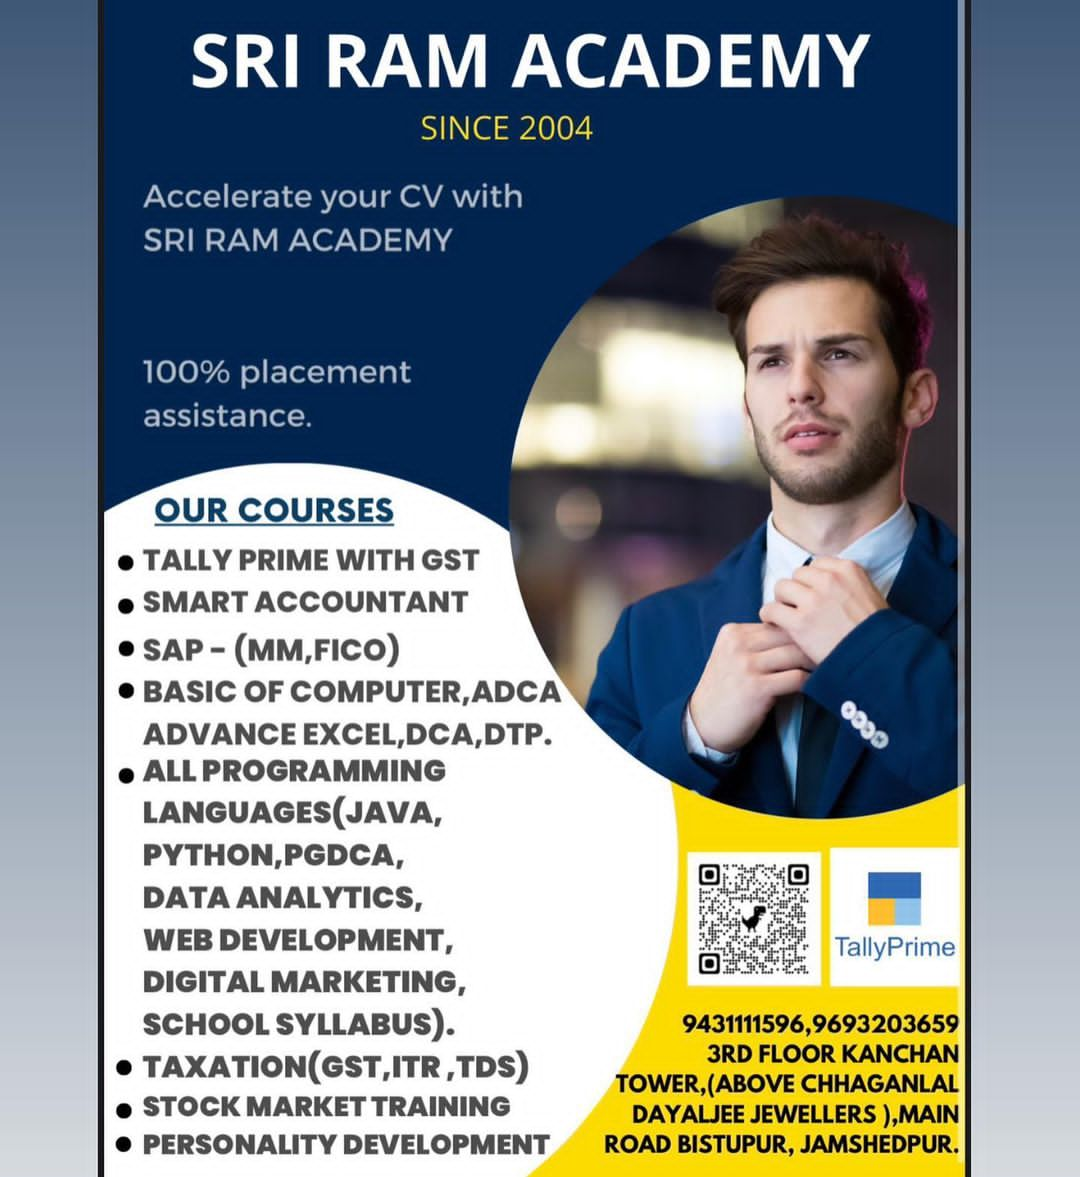 SRI RAM ACADEMY
SINCE 2004
Accelerate your CV with
SRI RAM ACADEMY
100% placement
assistance.
OUR COURSES
● TALLY PRIME WITH GST
● SMART ACCOUNTANT
● SAP - (MM,FICO)
● BASIC OF COMPUTER,ADCA
ADVANCE EXCEL,DCA,DTP.
● ALL PROGRAMMING
LANGUAGES(JAVA,
PYTHON,PGDCA,
DATA ANALYTICS,
WEB DEVELOPMENT,
DIGITAL MARKETING,
SCHOOL SYLLABUS).
● TAXATION(GST,ITR ,TDS)
● STOCK MARKET TRAINING
● PERSONALITY DEVELOPMENT
TallyPrime
9431111596,9693203659
3RD FLOOR KANCHAN
TOWER,(ABOVE CHHAGANLAL
DAYALJEE JEWELLERS ),MAIN
ROAD BISTUPUR, JAMSHEDPUR.